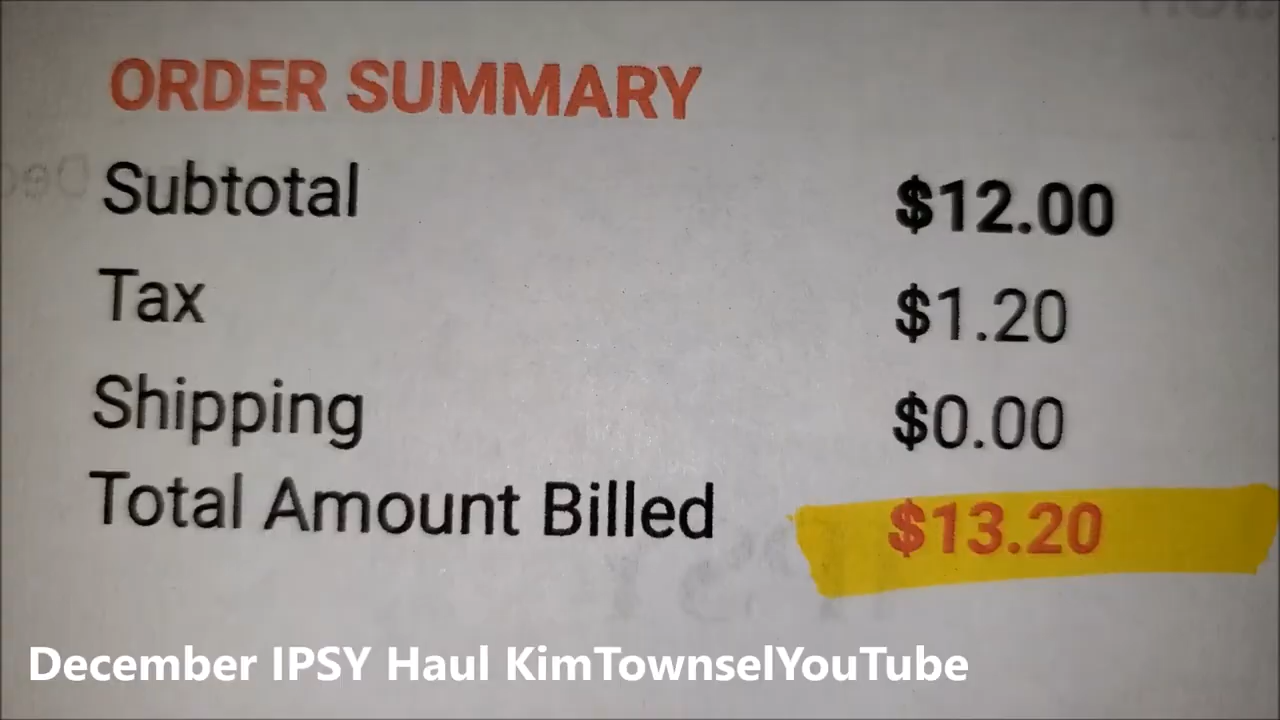 ORDER SUMMARY
Subtotal $12.00
Tax $1.20
Shipping $0.00
Total Amount Billed $13.20
December IPSY Haul KimTownselYouTube